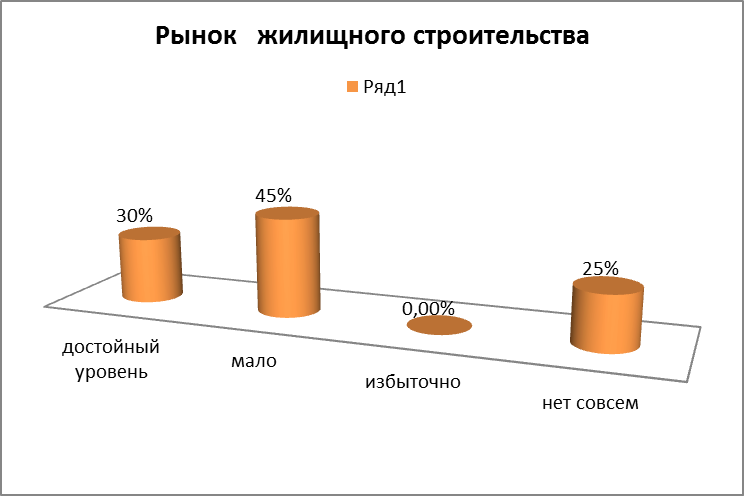 Рынок жилищного строительства
Ряд1
30%
45%
0,00%
25%
достойный
уровень
мало
избыточно
нет совсем